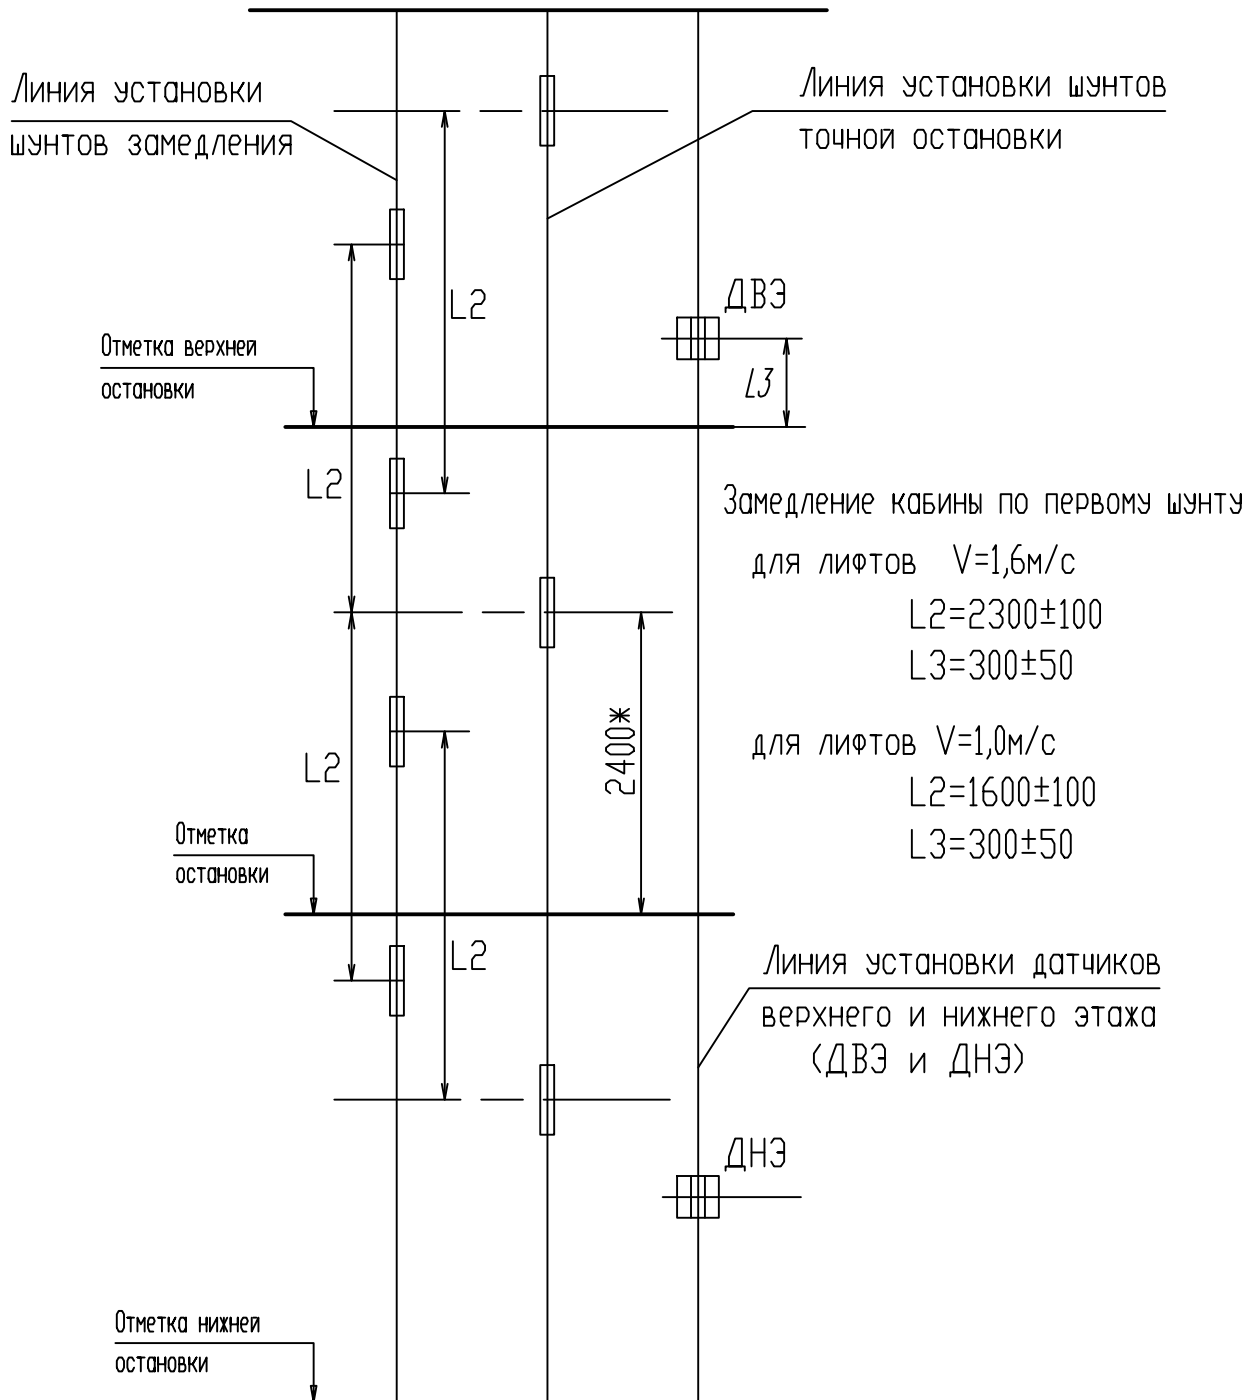 Линия установки
шунтов замедления
Линия установки шунтов
точной остановки
L2
ДВЭ
L3
Отметка верхней
остановки
L2
Замедление кабины по первому шунту
для лифтов V=1,6м/с
L2=2300±100
L3=300±50
для лифтов V=1,0м/с
L2=1600±100
L3=300±50
2400ж
L2
Отметка
остановки
L2
Линия установки датчиков
верхнего и нижнего этажа
(ДВЭ и ДНЭ)
ДНЭ
Отметка нижней
остановки